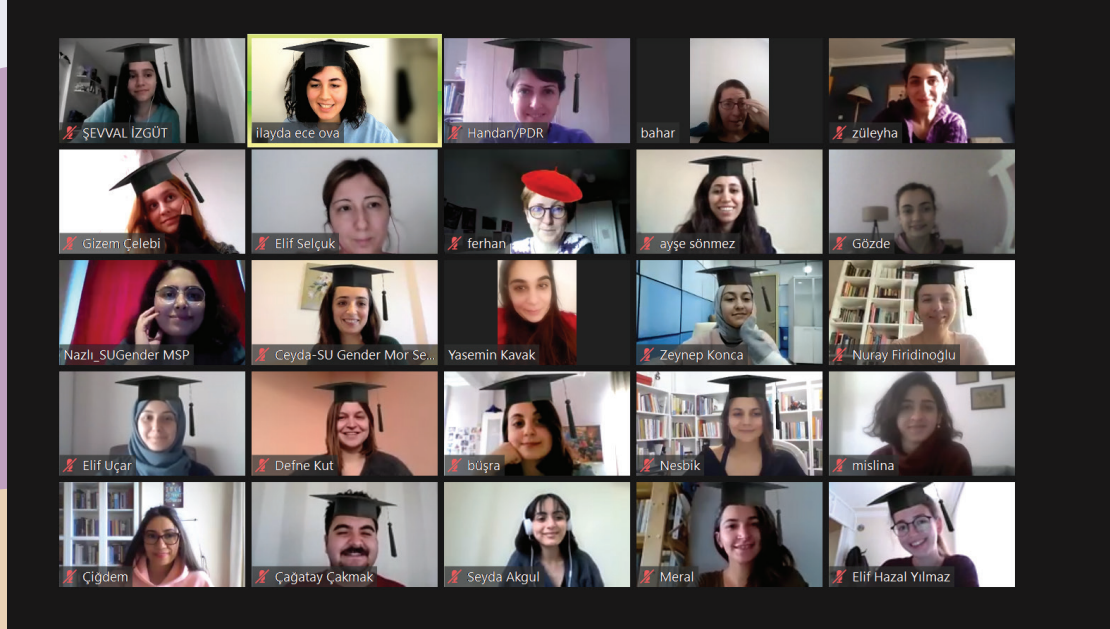 ŞEVVAL İZGÜT
ilayda ece ova
Handan/PDR
bahar
züleyha
Gizem Çelebi
Elif Selçuk
ferhan
ayşe sönmez
Gözde
Nazlı_SUGender MSP
Ceyda-SU Gender Mor Se...
Yasemin Kavak
Zeynep Konca
Nuray Firidinoğlu
Elif Uçar
Defne Kut
büşra
Nesbik
mislina
Çiğdem
Çağatay Çakmak
Seyda Akgul
Meral
Elif Hazal Yılmaz